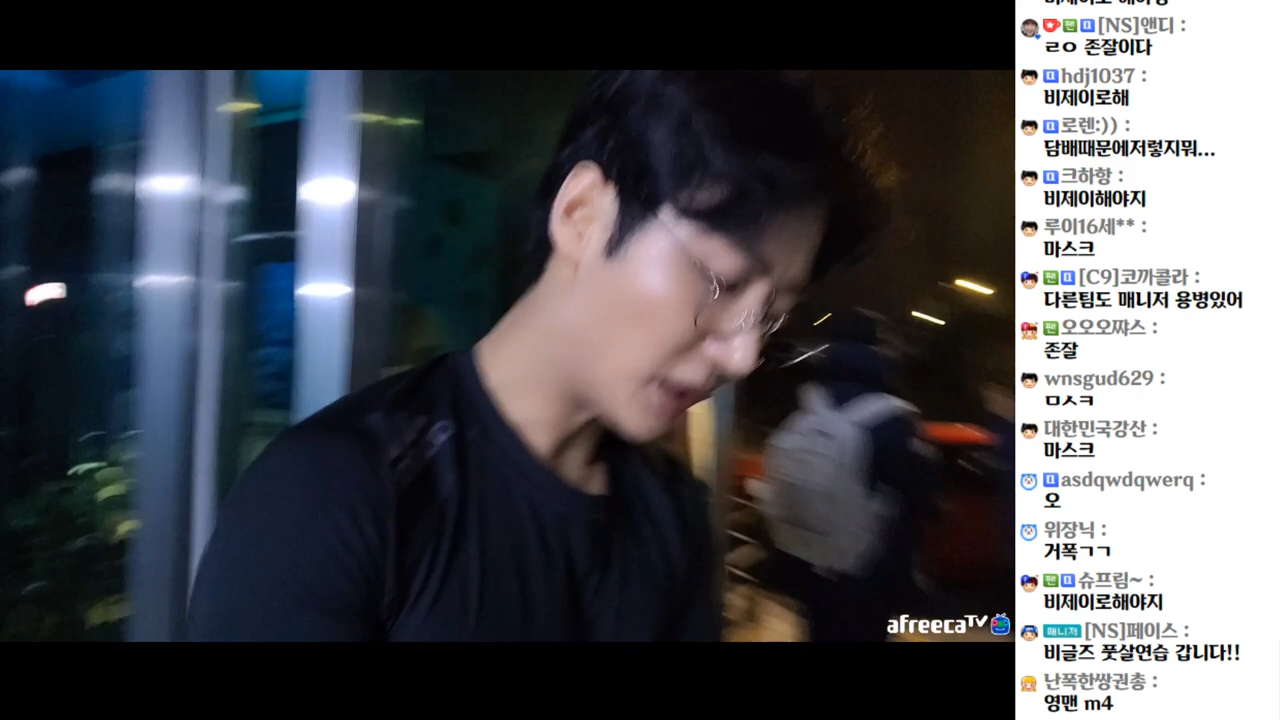 [NS]앤디 :
ㄹㅇ 존잘이다
hdj1037 :
비제이로해
로렌:)) :
담배때문에저렇지뭐...
크하항 :
비제이해야지
루이16세** :
마스크
팬 [C9]코까콜라 :
다른팀도 매니저 용병있어
팬 오오오쨔스 :
존잘
wnsgud629 :
ㅁㅅㅋ
대한민국강산 :
마스크
asdqwdqwerq :
오
위장닉 :
거폭ㄱㄱ
팬 슈프림~ :
비제이로해야지
매니저 [NS]페이스 :
비글즈 풋살연습 갑니다!!
난폭한쌍권총 :
영맨 m4
afreecaTV